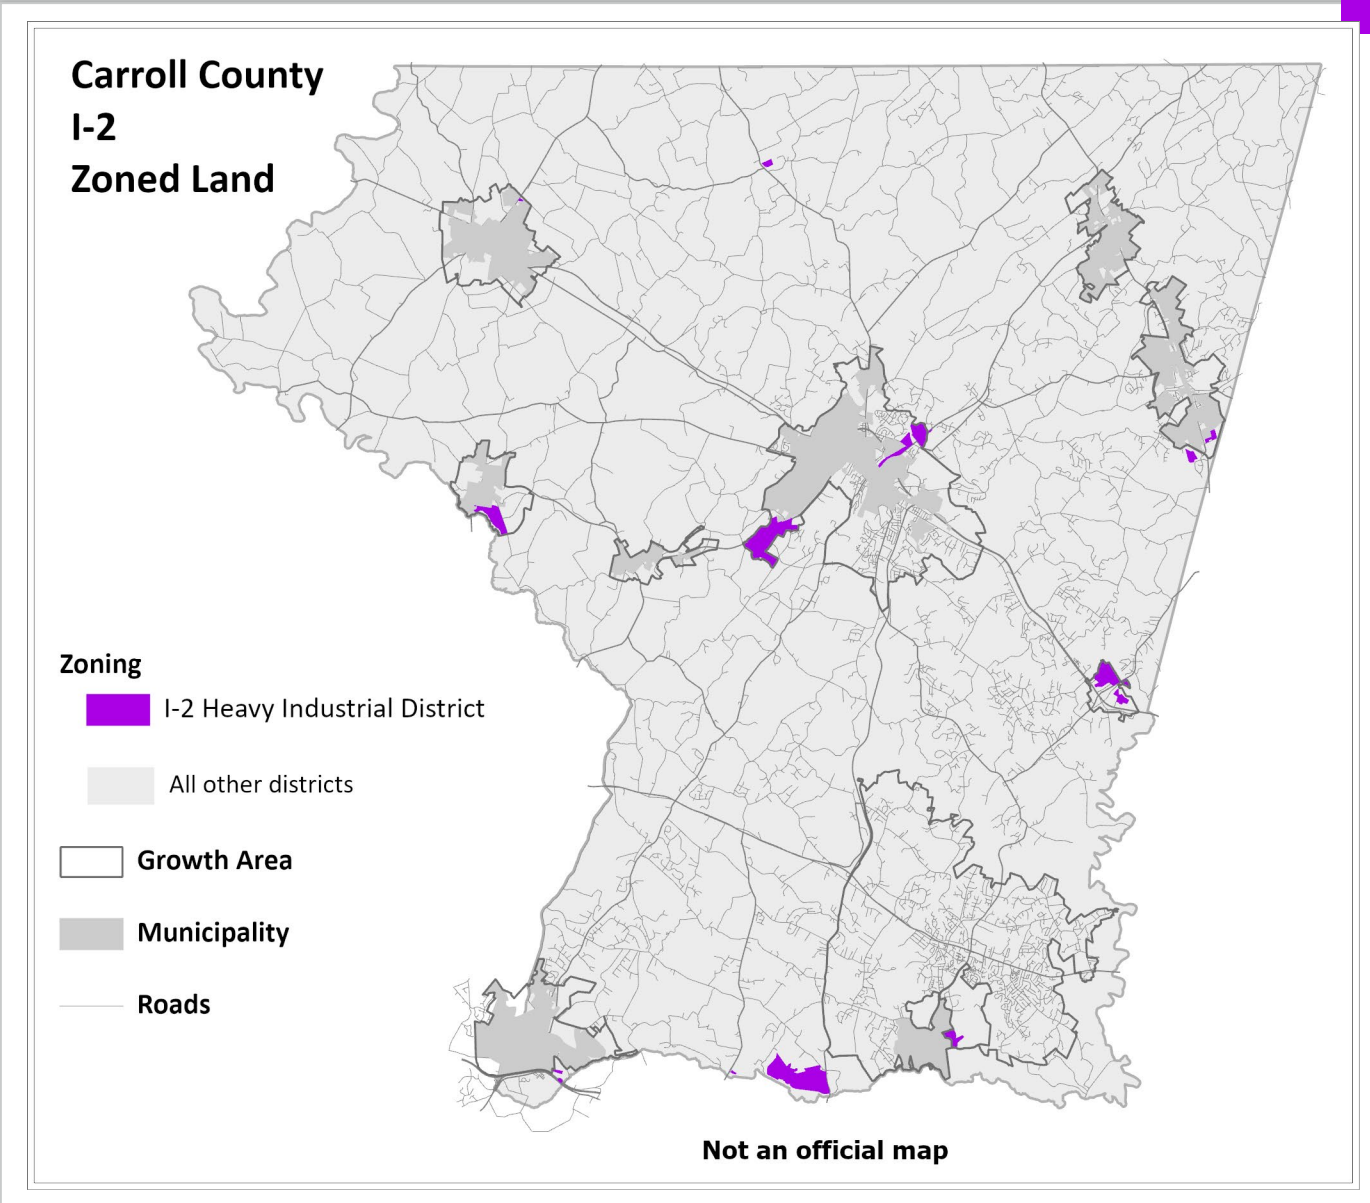 Carroll County
I-2
Zoned Land
Zoning
I-2 Heavy Industrial District
All other districts
Growth Area
Municipality
Roads
Not an official map